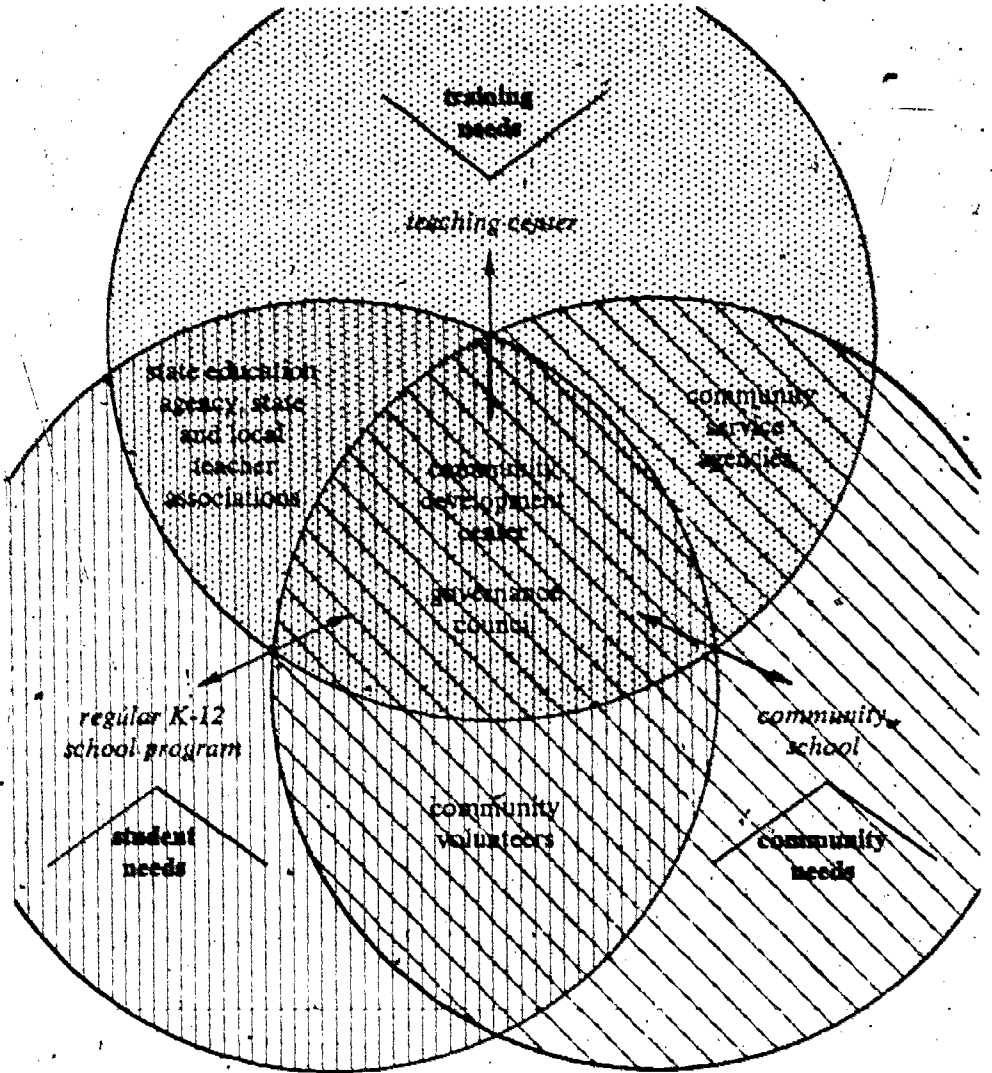 training
needs
teaching center
state education
agency, state
and local
teacher
associations
community
service
agencies
community
development
center
governance
council
regular K-12
school program
community
school
community
volunteers
student
needs
community
needs